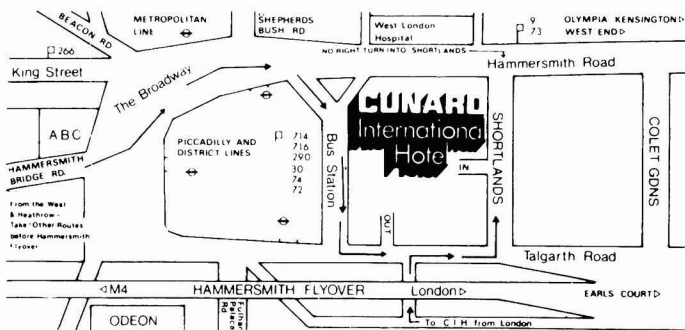 BEACON RD
METROPOLITAN
LINE
SHEPHERDS
BUSH RD
West London
Hospital
9
73
OLYMPIA KENSINGTON▷
WEST END▷
266
NO RIGHT TURN INTO SHORTLANDS
King Street
The Broadway
Hammersmith Road
CUNARD
International
Hotel
ABC
PICCADILLY AND
DISTRICT LINES
714
716
290
30
74
72
Bus Station
SHORTLANDS
COLET GDNS
HAMMERSMITH
BRIDGE RD.
IN
OUT
From the West
& Heathrow -
Take Other Routes
before Hammersmith
Flyover
Talgarth Road
◁M4
HAMMERSMITH FLYOVER
London▷
EARLS COURT▷
ODEON
Fulham
Palace
Rd
To C I H from London